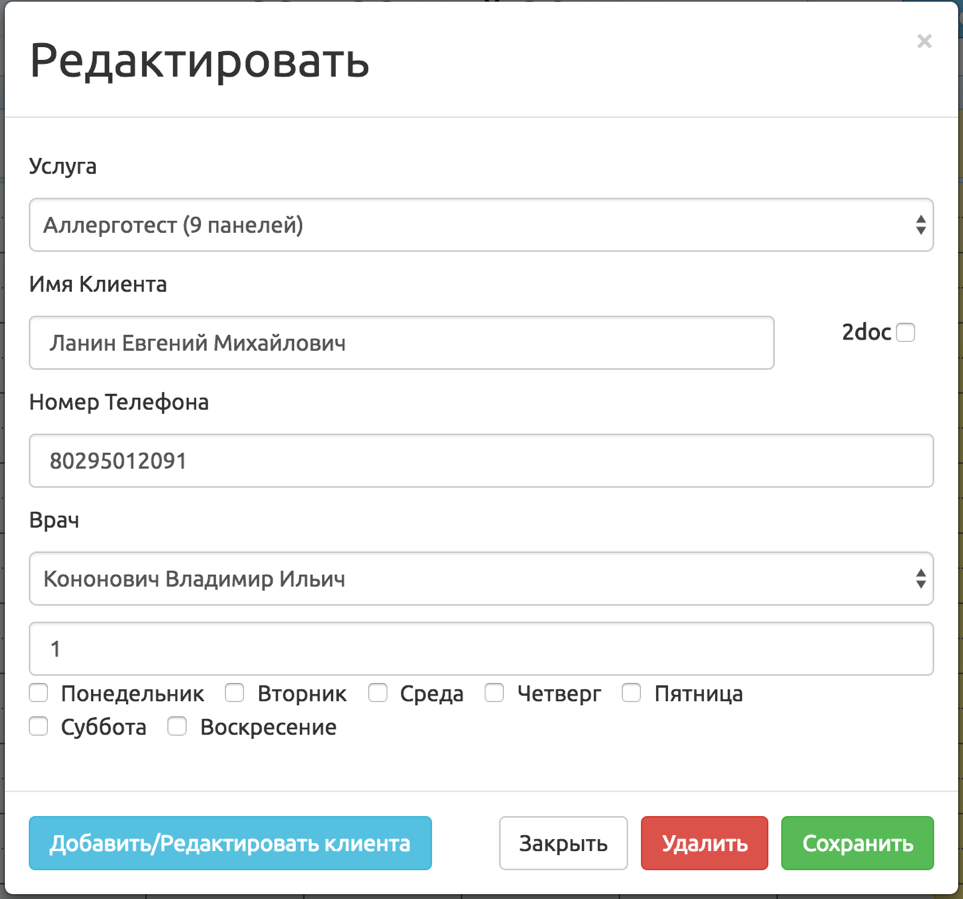 Редактировать
×
Услуга
Аллерготест (9 панелей)
Имя Клиента
Ланин Евгений Михайлович
2doc
Номер Телефона
80295012091
Врач
Кононович Владимир Ильич
1
Понедельник Вторник Среда Четверг Пятница
Суббота Воскресение
Добавить/Редактировать клиента Закрыть Удалить Сохранить